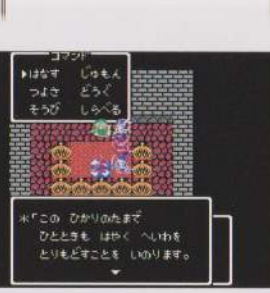 コマンド
▶はなす じゅもん
つよさ どうぐ
そうび しらべる
＊「この ひかりのたまで
ひとときも はやく へいわを
とりもどすことを いのります。